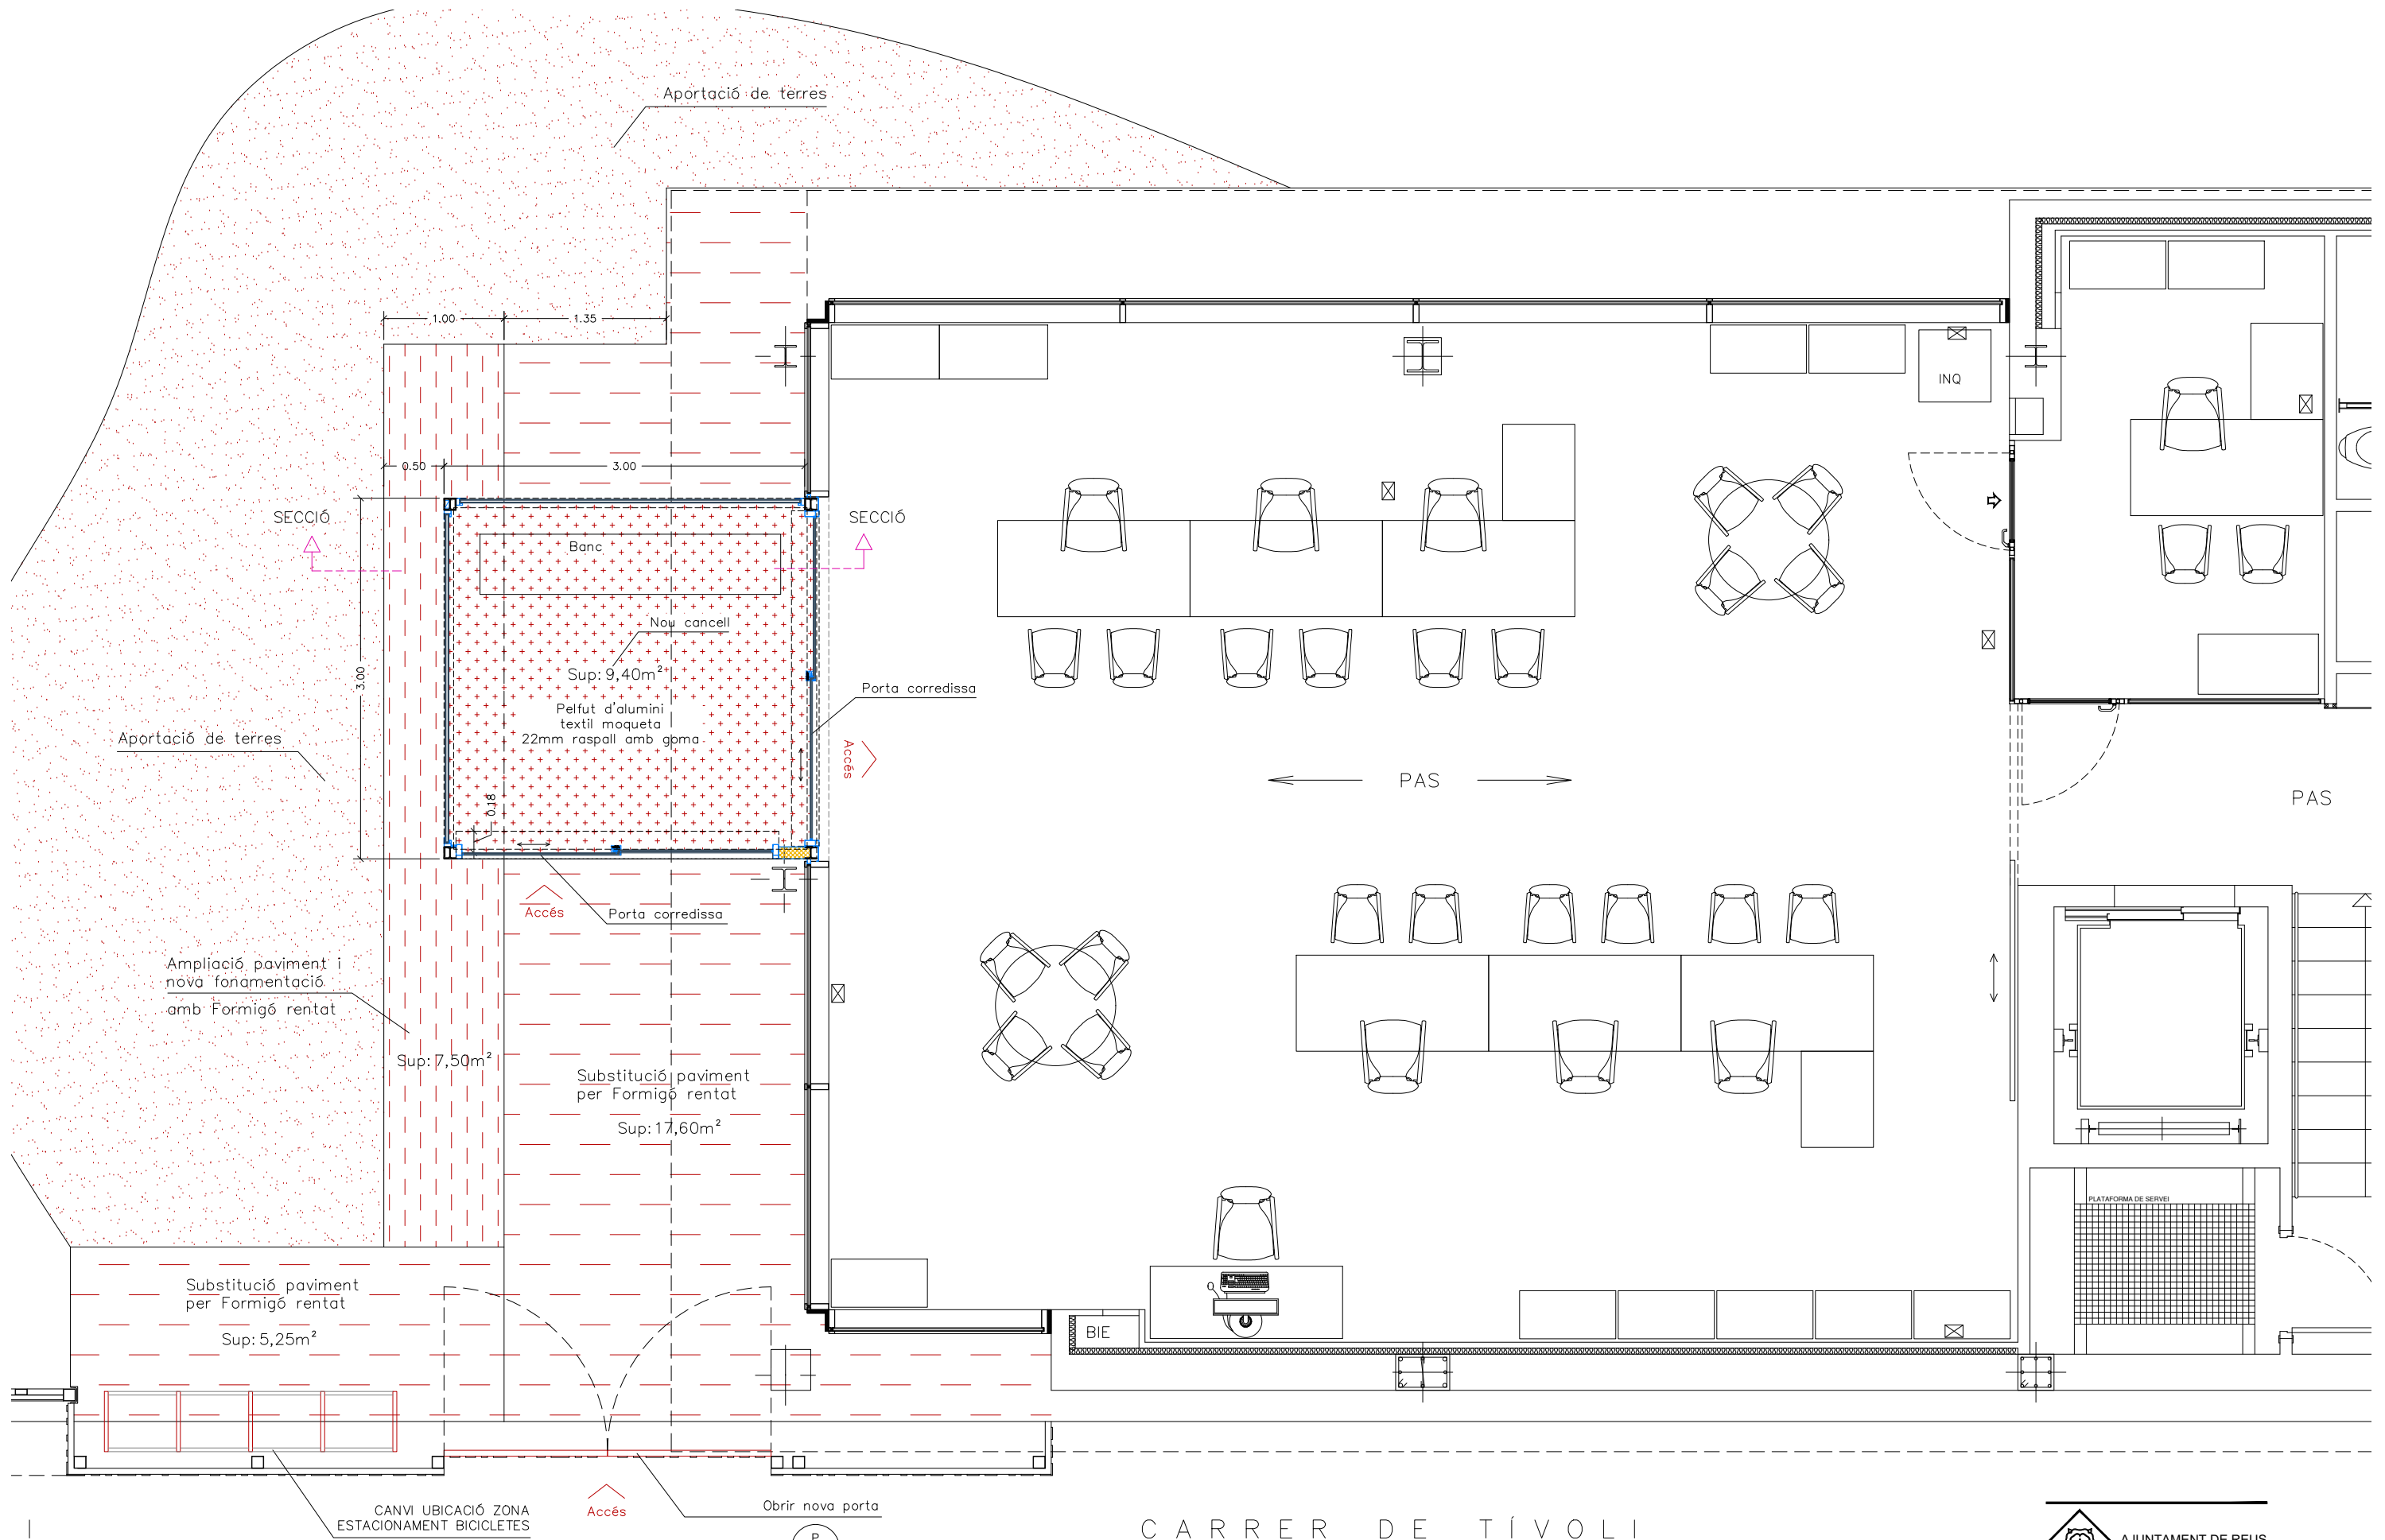 Aportació de terres
1.00
1.35
INQ
0.50
3.00
SECCIÓ
SECCIÓ
Banc
Nou cancell
Sup: 9,40m²
3.00
Porta corredissa
Pelfut d'alumini
textil moqueta
22mm raspall amb goma
Aportació de terres
Accés
PAS
PAS
0.18
Accés
Porta corredissa
Ampliació paviment i
nova fonamentació
amb Formigó rentat
Sup: 7,50m²
Substitució paviment
per Formigó rentat
Sup: 17,60m²
PLATAFORMA DE SERVEI
Substitució paviment
per Formigó rentat
Sup: 5,25m²
BIE
CANVI UBICACIÓ ZONA
ESTACIONAMENT BICICLETES
Accés
Obrir nova porta
P
CARRER DE TÍVOLI
AJUNTAMENT DE REUS